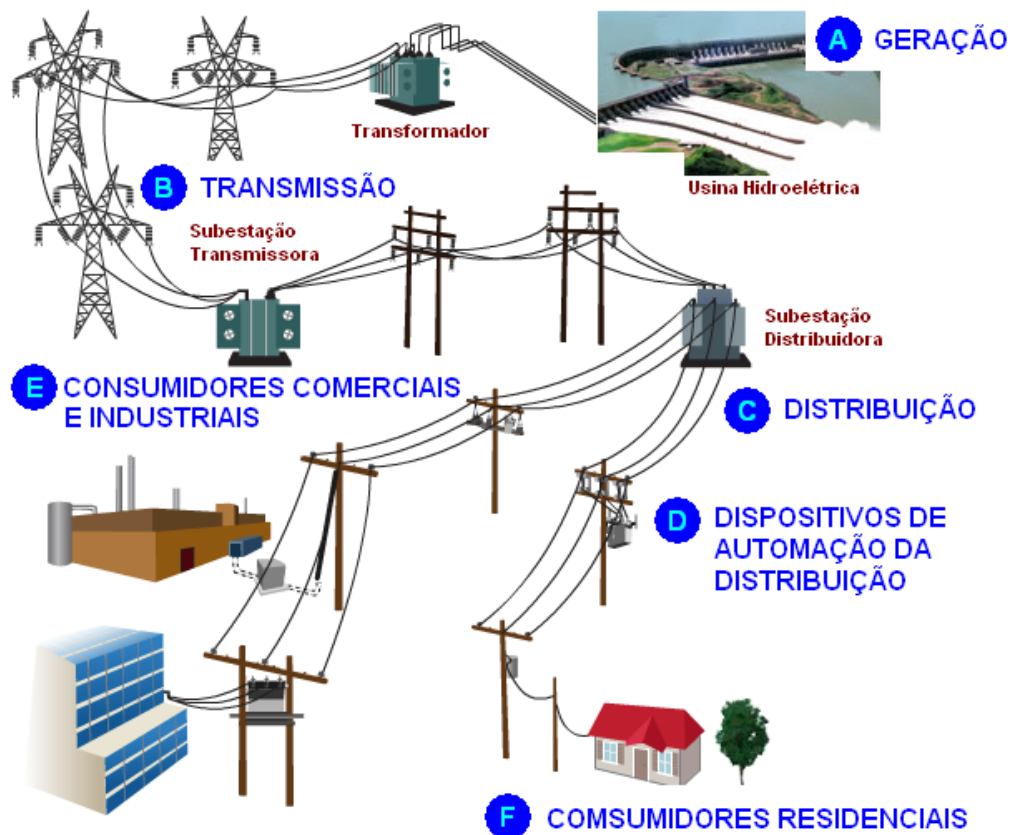 A GERAÇÃO
Transformador
Usina Hidroelétrica
B TRANSMISSÃO
Subestação
Transmissora
Subestação
Distribuidora
E CONSUMIDORES COMERCIAIS
E INDUSTRIAIS
C DISTRIBUIÇÃO
D DISPOSITIVOS DE
AUTOMAÇÃO DA
DISTRIBUIÇÃO
F COMSUMIDORES RESIDENCIAIS